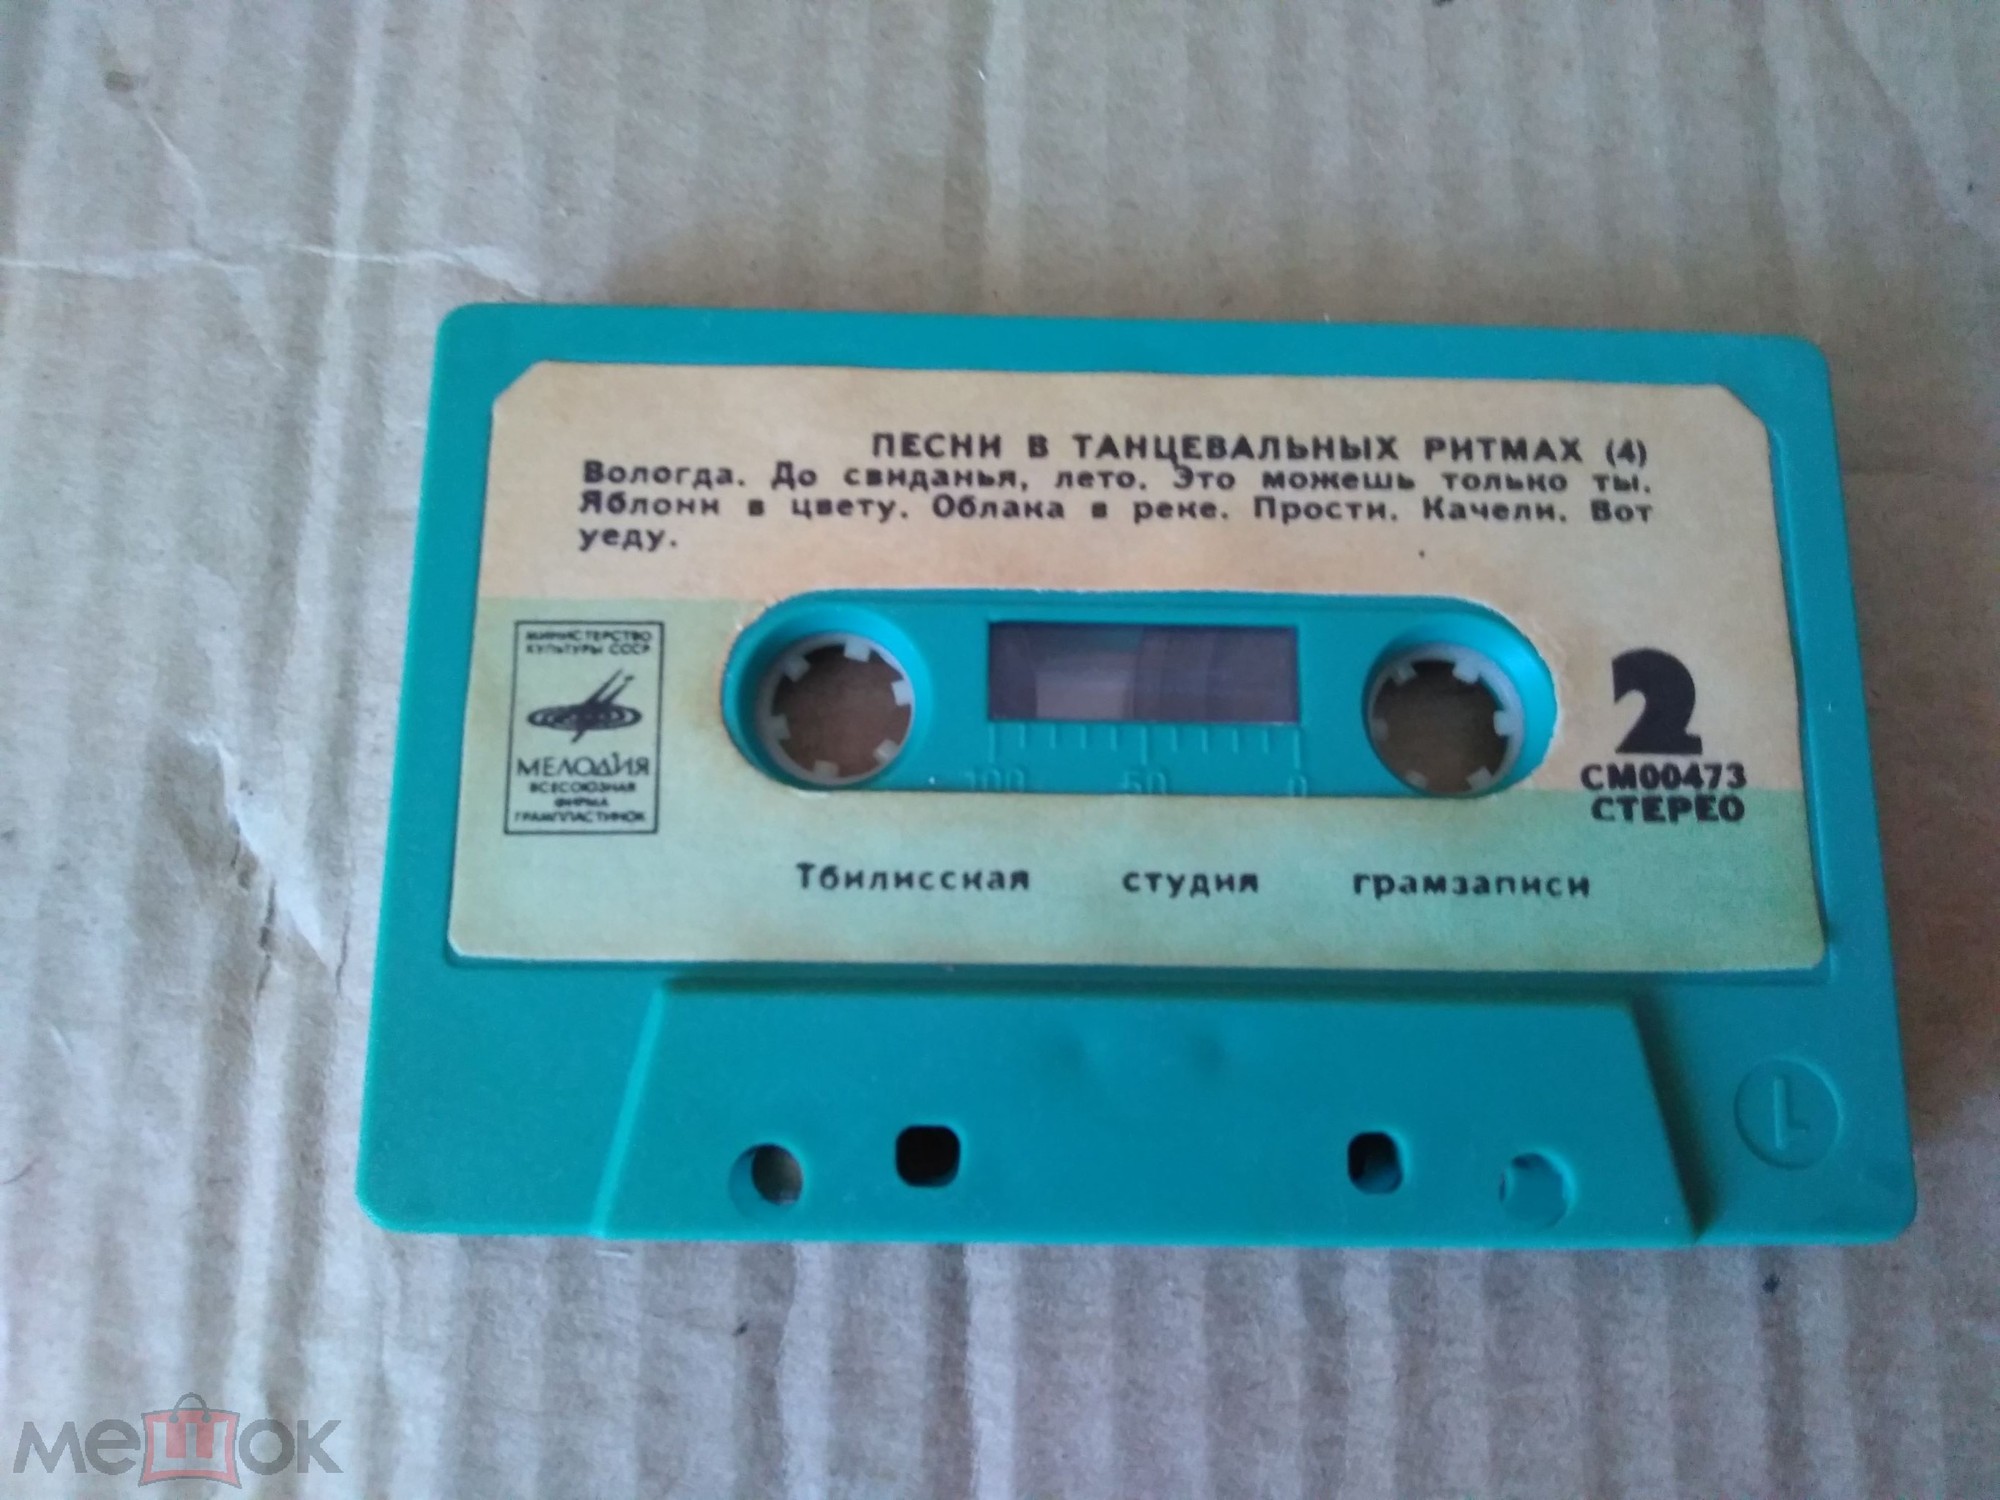 ПЕСНИ В ТАНЦЕВАЛЬНЫХ РИТМАХ (4)
Вологда. До свиданья, лето. Это можешь только ты.
Яблони в цвету. Облака в реке. Прости. Качели. Вот
уеду.
МИНИСТЕРСТВО
КУЛЬТУРЫ СССР
МЕЛОДИЯ
ВСЕСОЮЗНАЯ
ФИРМА
ГРАМПЛАСТИНОК
100 50 0
2
СМ00473
СТЕРЕО
Тбилисская студия грамзаписи
1
мешок